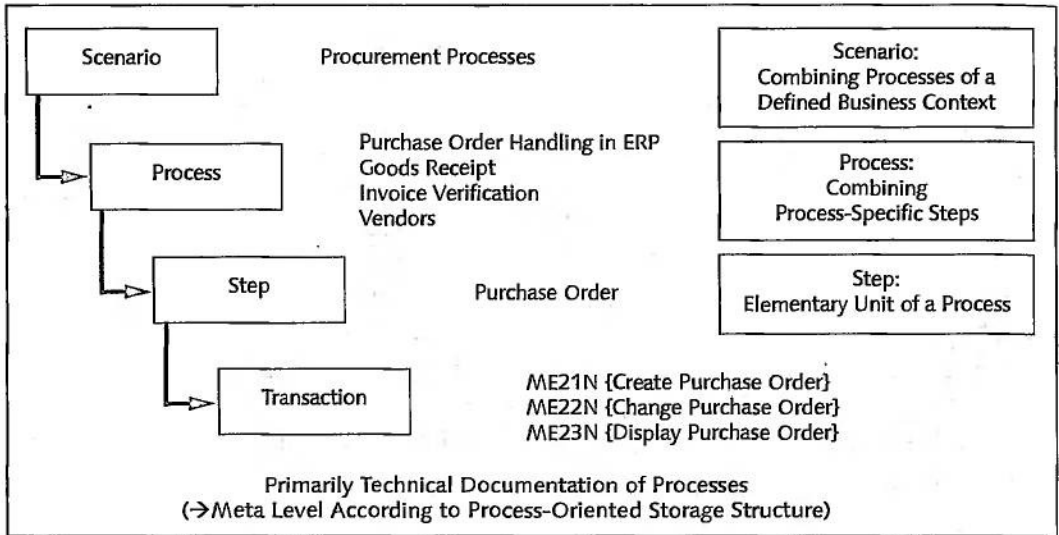 Scenario
Procurement Processes
Scenario:
Combining Processes of a
Defined Business Context
Process
Purchase Order Handling in ERP
Goods Receipt
Invoice Verification
Vendors
Process:
Combining
Process-Specific Steps
Step
Purchase Order
Step:
Elementary Unit of a Process
Transaction
ME21N {Create Purchase Order}
ME22N {Change Purchase Order}
ME23N {Display Purchase Order}
Primarily Technical Documentation of Processes
(→Meta Level According to Process-Oriented Storage Structure)